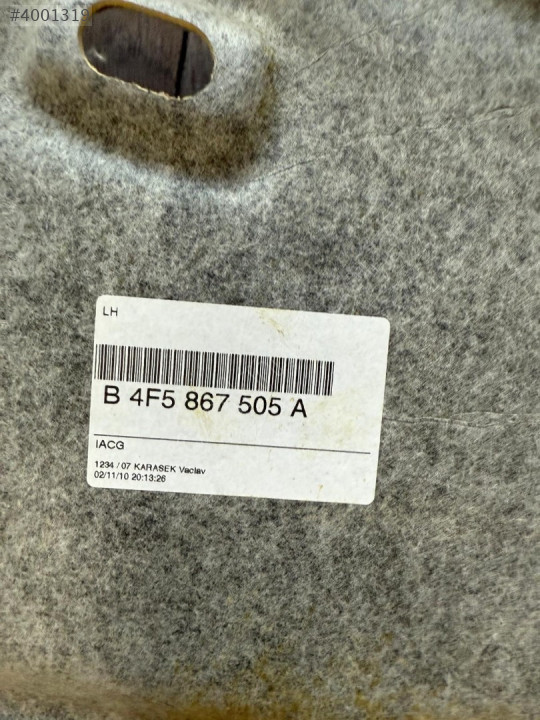 #4001319
LH
B 4F5 867 505 A
IACG
1234 / 07 KARASEK Vaclav
02/11/10 20:13:26